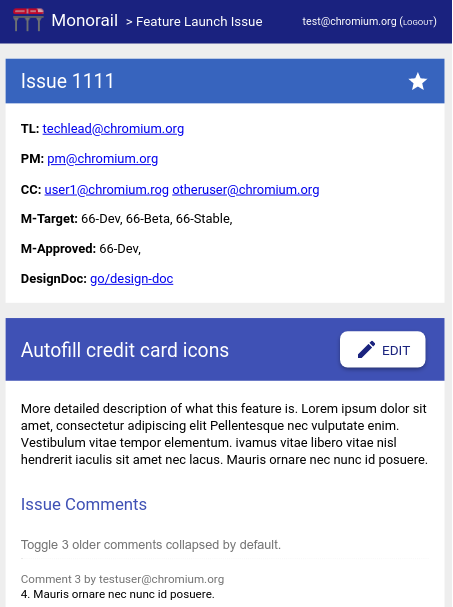 Monorail > Feature Launch Issue test@chromium.org (LOGOUT)
Issue 1111
TL: techlead@chromium.org
PM: pm@chromium.org
CC: user1@chromium.rog otheruser@chromium.org
M-Target: 66-Dev, 66-Beta, 66-Stable,
M-Approved: 66-Dev,
DesignDoc: go/design-doc
Autofill credit card icons EDIT
More detailed description of what this feature is. Lorem ipsum dolor sit
amet, consectetur adipiscing elit Pellentesque nec vulputate enim.
Vestibulum vitae tempor elementum. ivamus vitae libero vitae nisl
hendrerit iaculis sit amet nec lacus. Mauris ornare nec nunc id posuere.
Issue Comments
Toggle 3 older comments collapsed by default.
Comment 3 by testuser@chromium.org
4. Mauris ornare nec nunc id posuere.